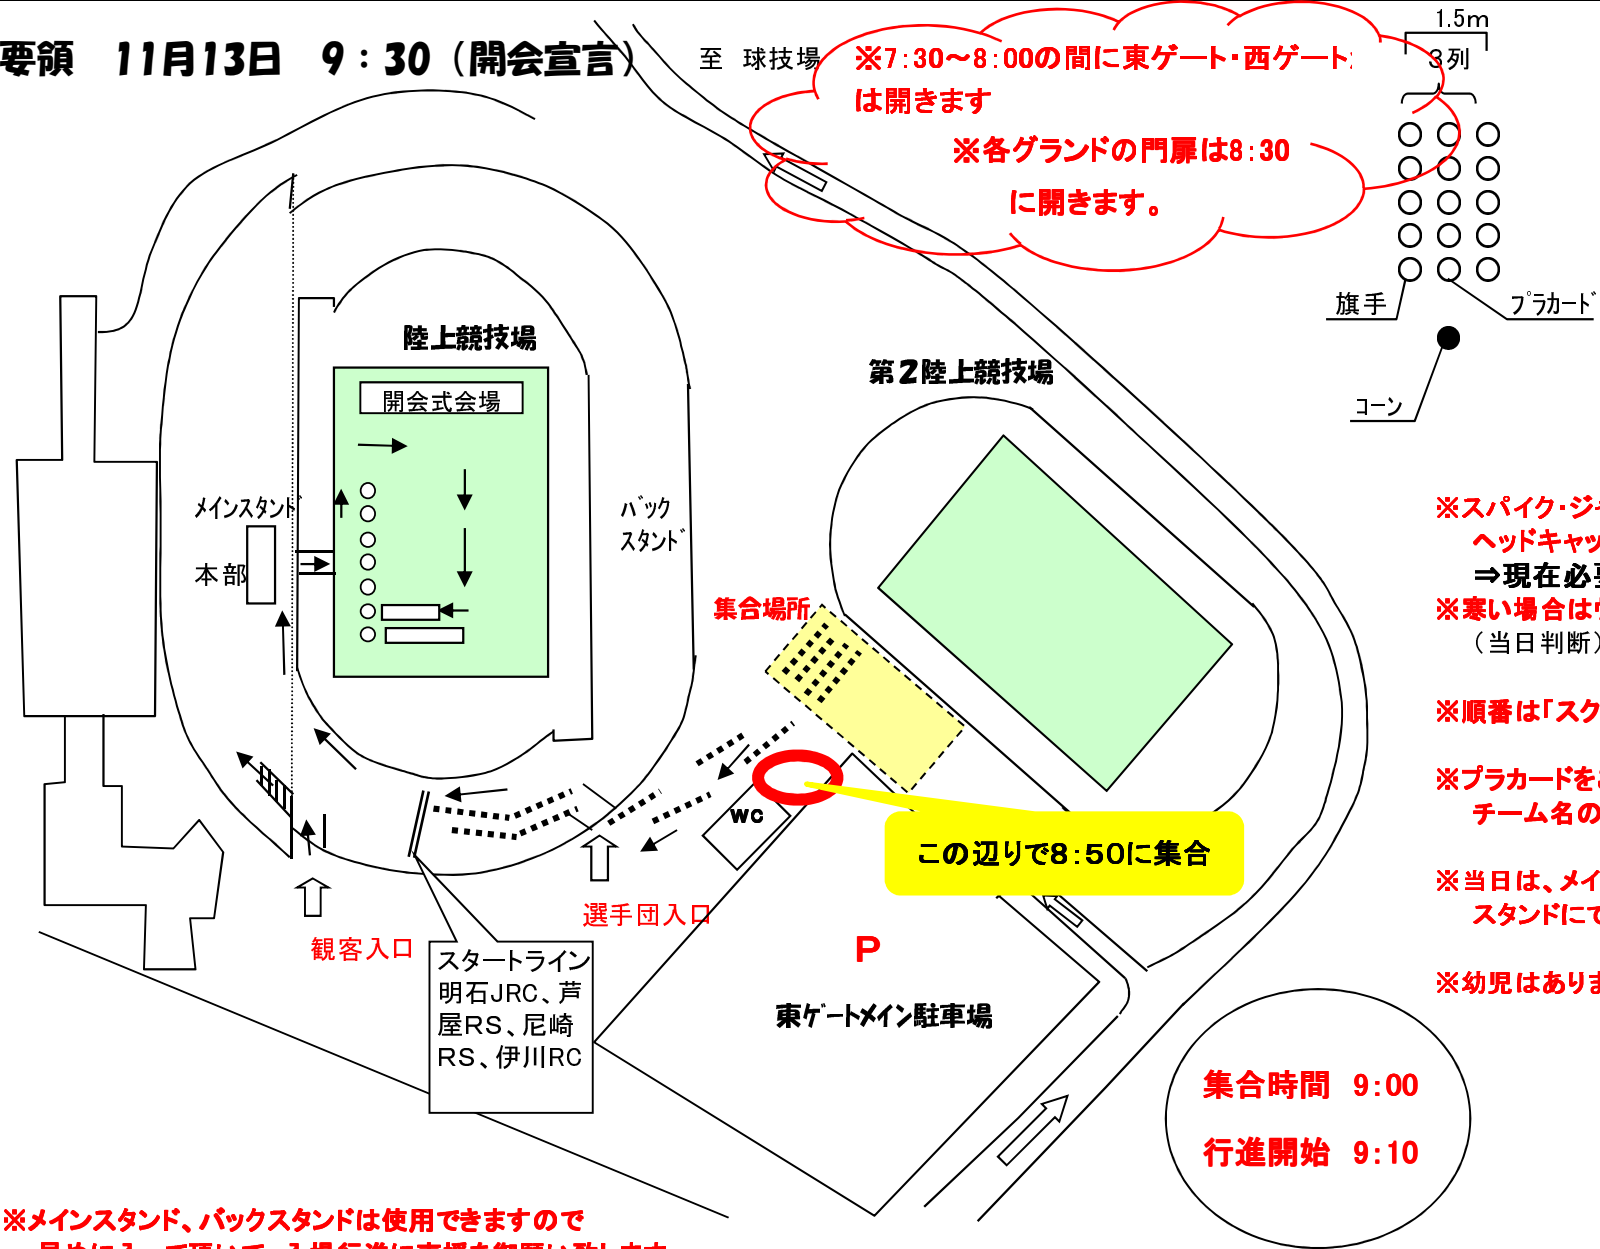 要領　11月13日　9：30（開会宣言）
至 球技場
※7:30～8:00の間に東ゲート・西ゲート
は開きます
※各グランドの門扉は8:30
に開きます。
1.5m
3列
旗手
プラカード
コーン
陸上競技場
開会式会場
第2陸上競技場
メインスタンド
本部
バック
スタンド
集合場所
※スパイク・ジャ
ヘッドキャッ
⇒現在必要
※寒い場合は
（当日判断）
※順番は「スク
※プラカードを
チーム名の
※当日は、メイ
スタンドにて
※幼児はありま
WC
この辺りで8:50に集合
選手団入口
観客入口
スタートライン
明石JRC、芦
屋RS、尼崎
RS、伊川RC
P
東ゲートメイン駐車場
集合時間　9:00
行進開始　9:10
※メインスタンド、バックスタンドは使用できますので